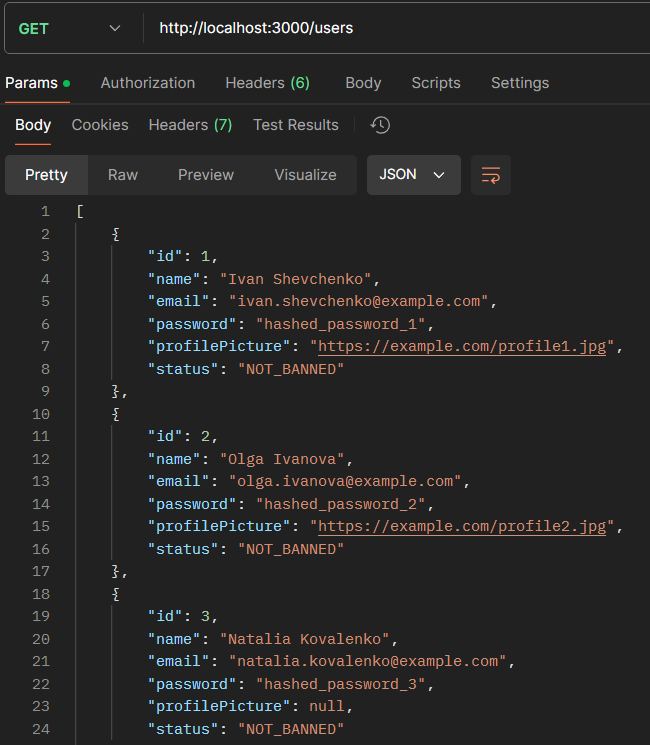 GET http://localhost:3000/users
Params Authorization Headers (6) Body Scripts Settings
Body Cookies Headers (7) Test Results
Pretty Raw Preview Visualize JSON
1 [
2 {
3 "id": 1,
4 "name": "Ivan Shevchenko",
5 "email": "ivan.shevchenko@example.com",
6 "password": "hashed_password_1",
7 "profilePicture": "https://example.com/profile1.jpg",
8 "status": "NOT_BANNED"
9 },
10 {
11 "id": 2,
12 "name": "Olga Ivanova",
13 "email": "olga.ivanova@example.com",
14 "password": "hashed_password_2",
15 "profilePicture": "https://example.com/profile2.jpg",
16 "status": "NOT_BANNED"
17 },
18 {
19 "id": 3,
20 "name": "Natalia Kovalenko",
21 "email": "natalia.kovalenko@example.com",
22 "password": "hashed_password_3",
23 "profilePicture": null,
24 "status": "NOT_BANNED"